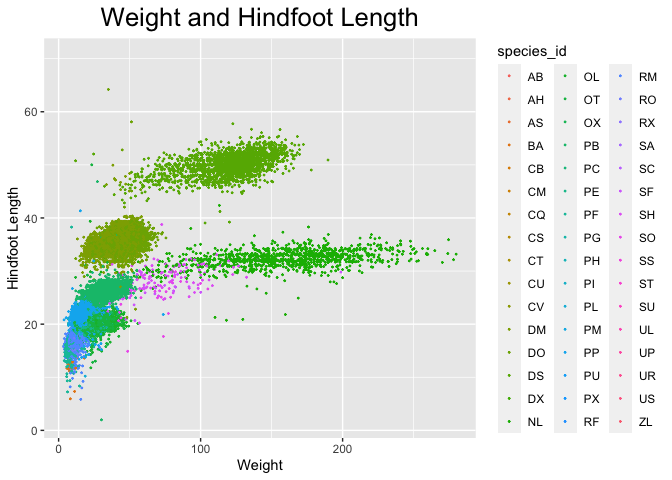 Weight and Hindfoot Length
species_id
AB OL RM
AH OT RO
AS OX RX
BA PB SA
CB PC SC
CM PE SF
CQ PF SH
CS PG SO
CT PH SS
CU PI ST
CV PL SU
DM PM UL
DO PP UP
DS PU UR
DX PX US
NL RF ZL
60
40
20
0
Hindfoot Length
0 100 200
Weight